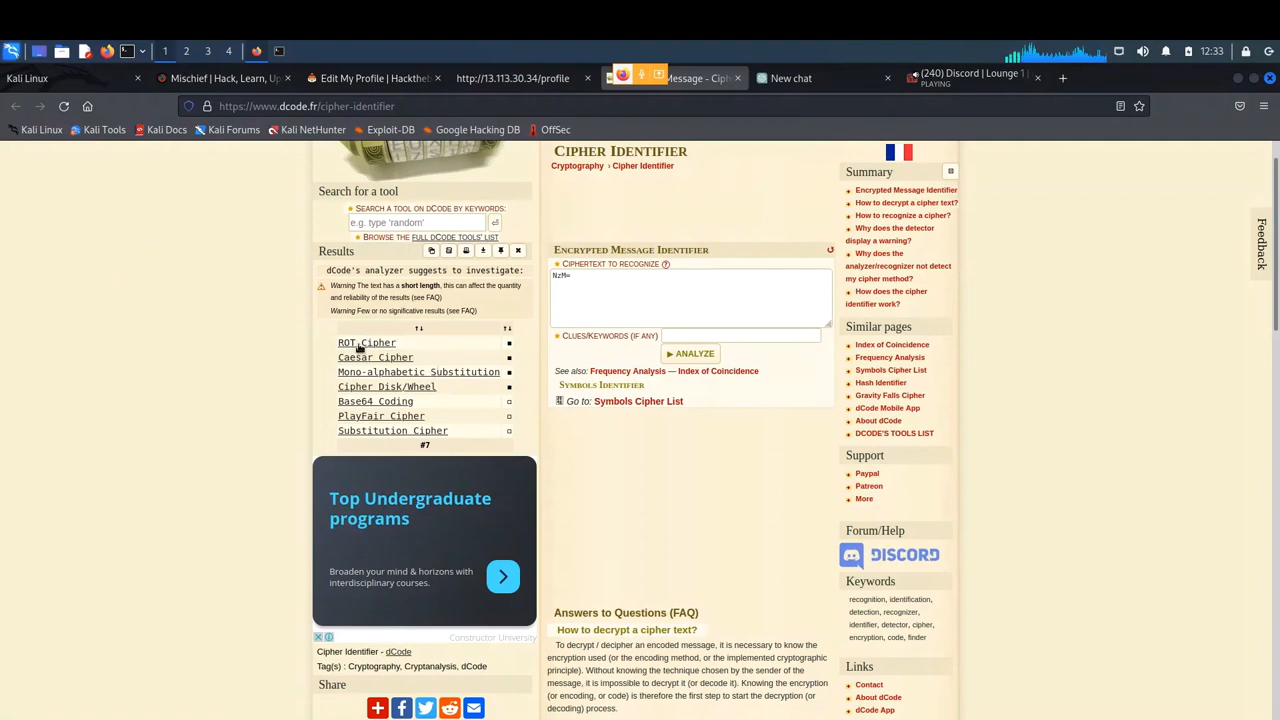 1
2
3
4
12:33
Kali Linux
Mischief | Hack, Learn, U
Edit My Profile | Hacktheb
http://13.113.30.34/profile
Message - Ciph
New chat
(240) Discord | Lounge 1 |
PLAYING
https://www.dcode.fr/cipher-identifier
Kali Linux
Kali Tools
Kali Docs
Kali Forums
Kali NetHunter
Exploit-DB
Google Hacking DB
OffSec
Search for a tool
SEARCH A TOOL ON DCODE BY KEYWORDS:
e.g. type 'random'
BROWSE THE FULL DCODE TOOLS' LIST
Results
dCode's analyzer suggests to investigate:
Warning The text has a short length, this can affect the quantity
and reliability of the results (see FAQ)
Warning Few or no significative results (see FAQ)
↑↓ ↑↓
ROT Cipher
Caesar Cipher
Mono-alphabetic Substitution
Cipher Disk/Wheel
Base64 Coding
PlayFair Cipher
Substitution Cipher
#7
Top Undergraduate
programs
Broaden your mind & horizons with
interdisciplinary courses.
Constructor University
Cipher Identifier - dCode
Tag(s) : Cryptography, Cryptanalysis, dCode
Share
CIPHER IDENTIFIER
Cryptography › Cipher Identifier
ENCRYPTED MESSAGE IDENTIFIER
CIPHERTEXT TO RECOGNIZE ?
NzM=
CLUES/KEYWORDS (IF ANY)
▶ ANALYZE
See also: Frequency Analysis — Index of Coincidence
SYMBOLS IDENTIFIER
Go to: Symbols Cipher List
Answers to Questions (FAQ)
How to decrypt a cipher text?
To decrypt / decipher an encoded message, it is necessary to know the
encryption used (or the encoding method, or the implemented cryptographic
principle). Without knowing the technique chosen by the sender of the
message, it is impossible to decrypt it (or decode it). Knowing the encryption
(or encoding, or code) is therefore the first step to start the decryption (or
decoding) process.
Summary
Encrypted Message Identifier
How to decrypt a cipher text?
How to recognize a cipher?
Why does the detector
display a warning?
Why does the
analyzer/recognizer not detect
my cipher method?
How does the cipher
identifier work?
Similar pages
Index of Coincidence
Frequency Analysis
Symbols Cipher List
Hash Identifier
Gravity Falls Cipher
dCode Mobile App
About dCode
DCODE'S TOOLS LIST
Support
Paypal
Patreon
More
Forum/Help
DISCORD
Keywords
recognition, identification,
detection, recognizer,
identifier, detector, cipher,
encryption, code, finder
Links
Contact
About dCode
dCode App
Feedback